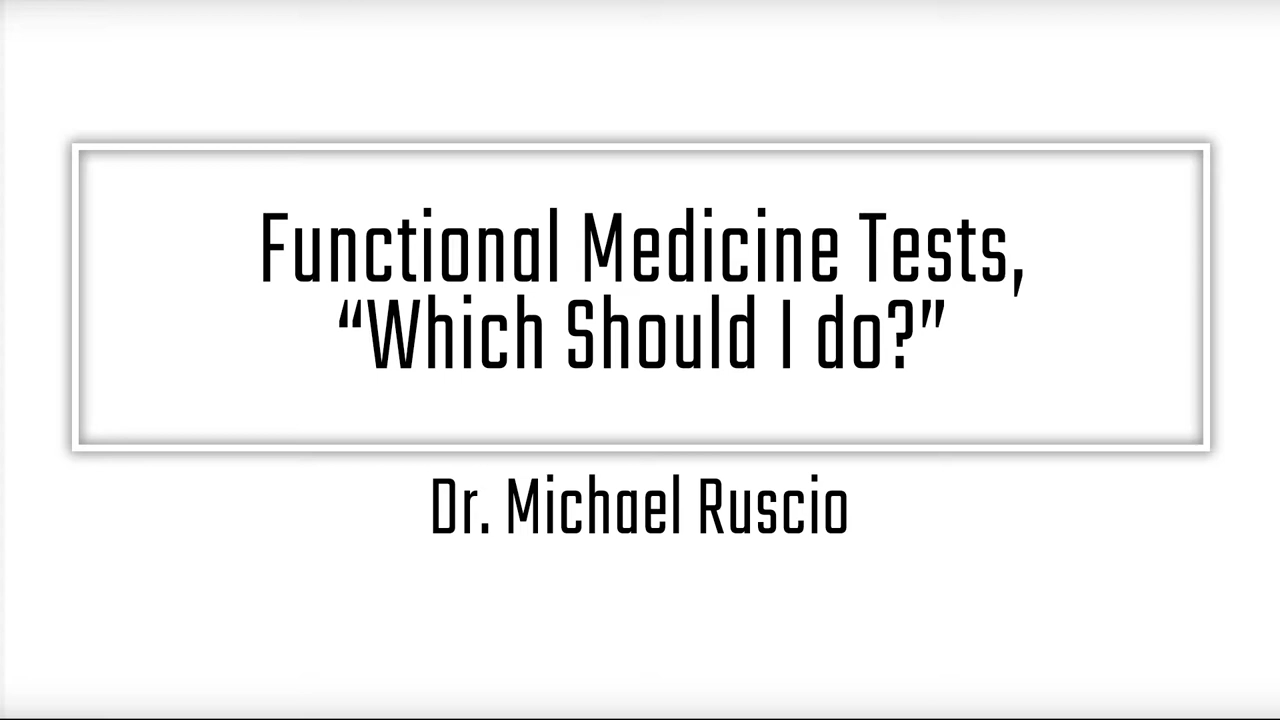 Functional Medicine Tests,
“Which Should I do?”
Dr. Michael Ruscio